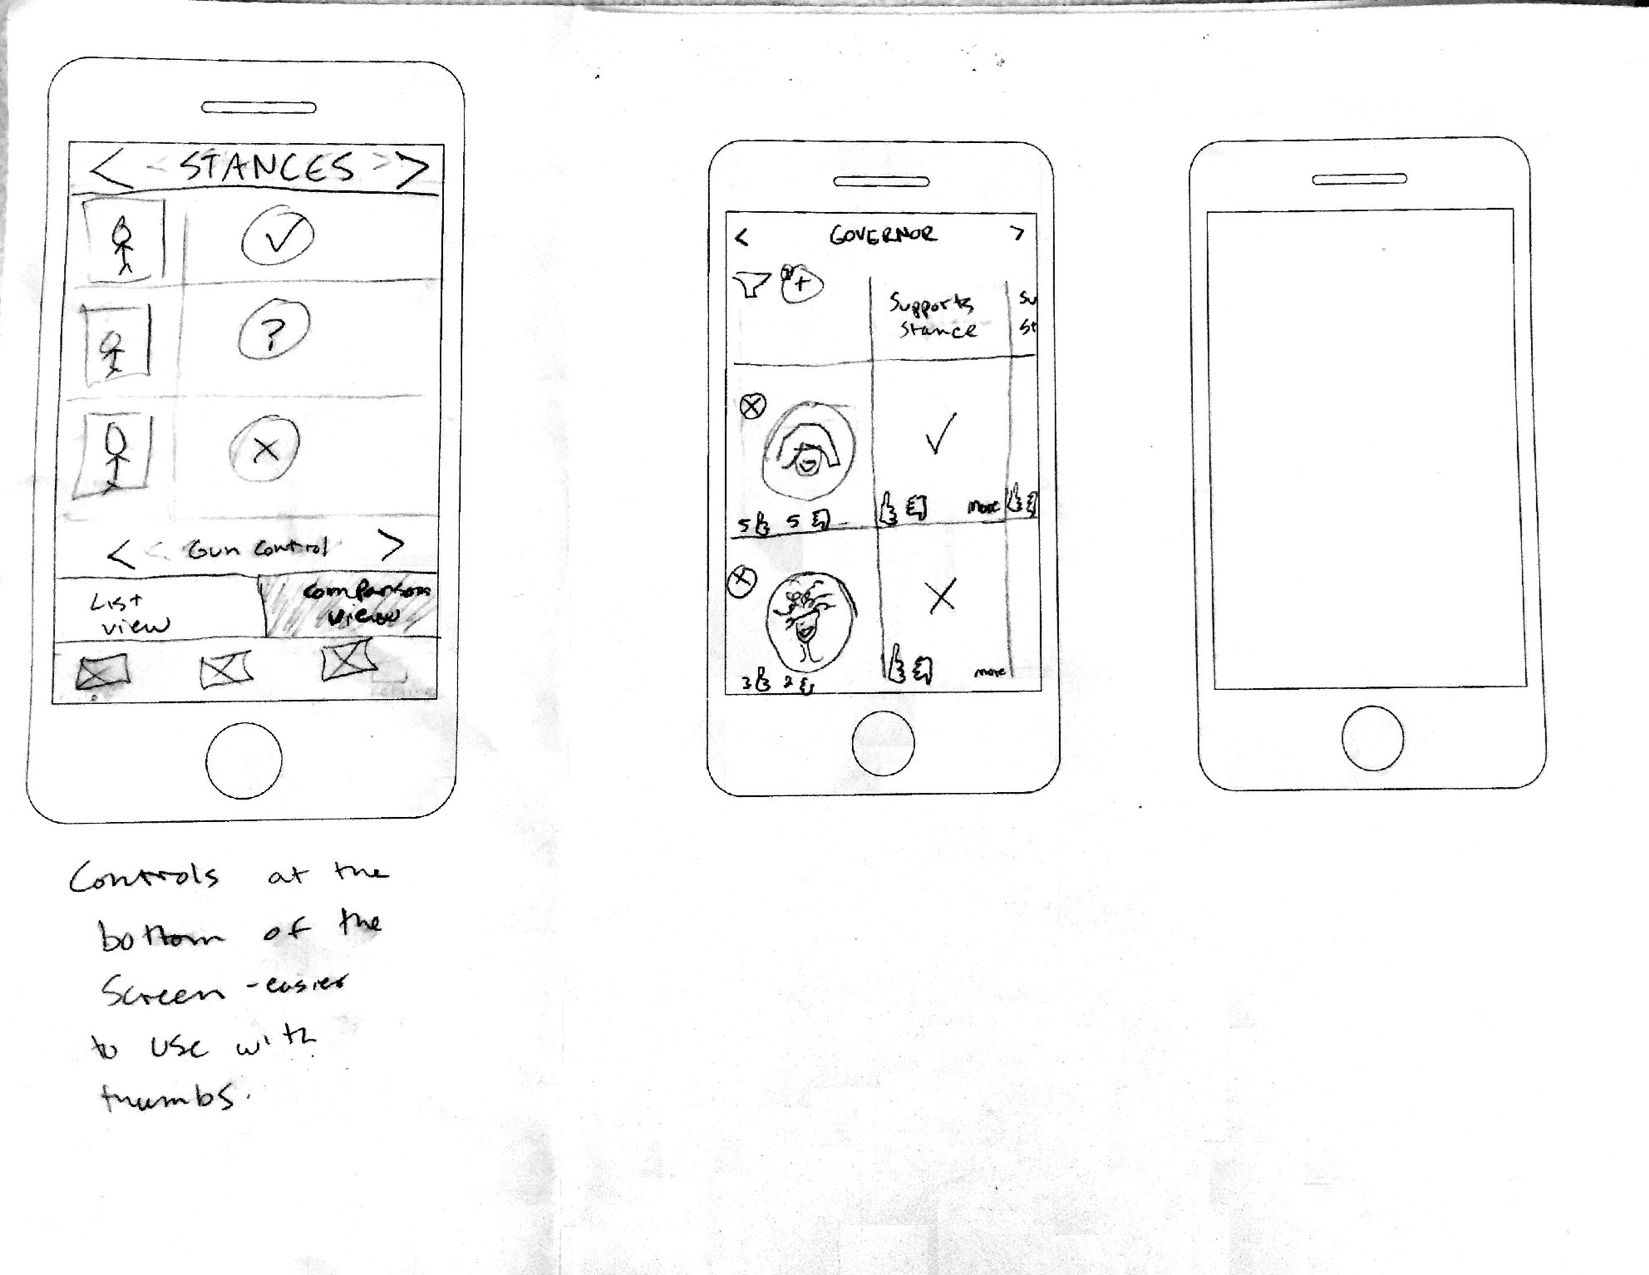 < STANCES >
✓
?
X
< Gun Control >
List
view
Comparison
view
Controls at the
bottom of the
Screen - easier
to use with
thumbs.
< GOVERNOR >
+
Supports
Stance
Su
St
X
✓
5 5
more
X
X
3 2
more